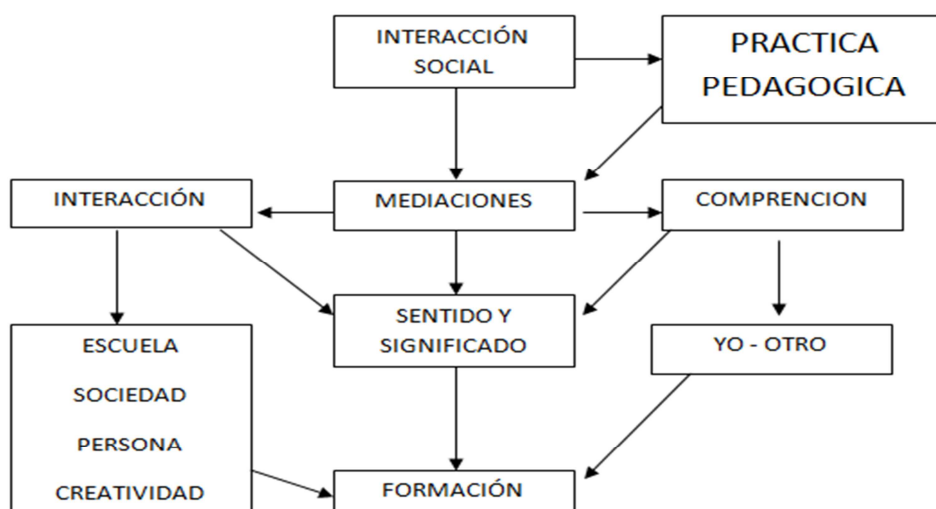 INTERACCIÓN
SOCIAL
PRACTICA
PEDAGOGICA
INTERACCIÓN
MEDIACIONES
COMPRENCION
SENTIDO Y
SIGNIFICADO
ESCUELA
SOCIEDAD
PERSONA
CREATIVIDAD
YO - OTRO
FORMACIÓN